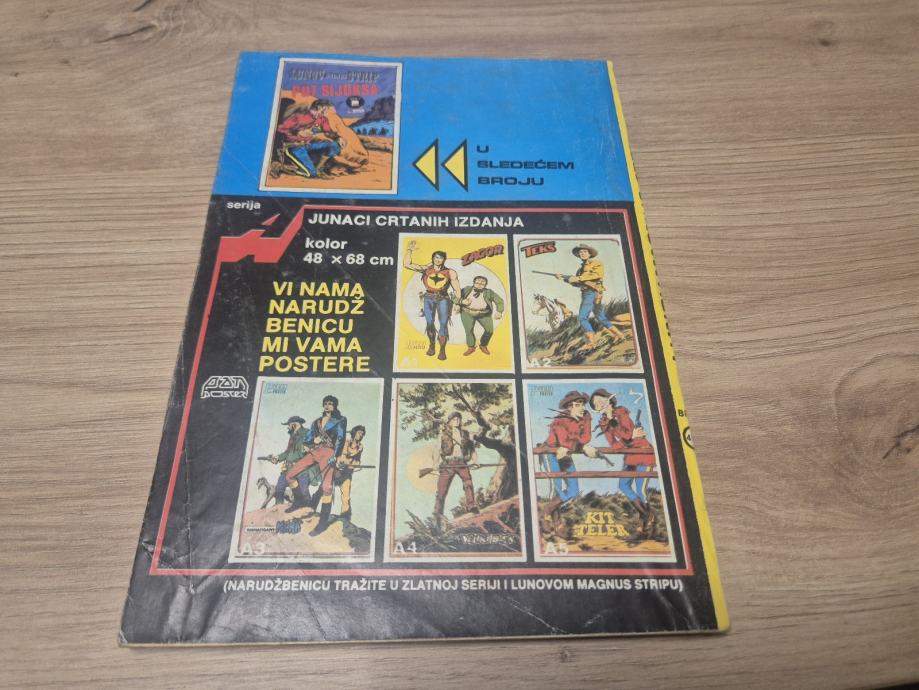 LUNOV MAGNUS STRIP
PUT SIJUKSA
U
SLEDEĆEM
BROJU
serija
A
JUNACI CRTANIH IZDANJA
kolor
48 × 68 cm
VI NAMA
NARUDŽ
BENICU
MI VAMA
POSTERE
PAN
POSTER
ZAGOR
A1
TEKS
A2
A3
A4
KIT
TELER
A5
(NARUDŽBENICU TRAŽITE U ZLATNOJ SERIJI I LUNOVOM MAGNUS STRIPU)